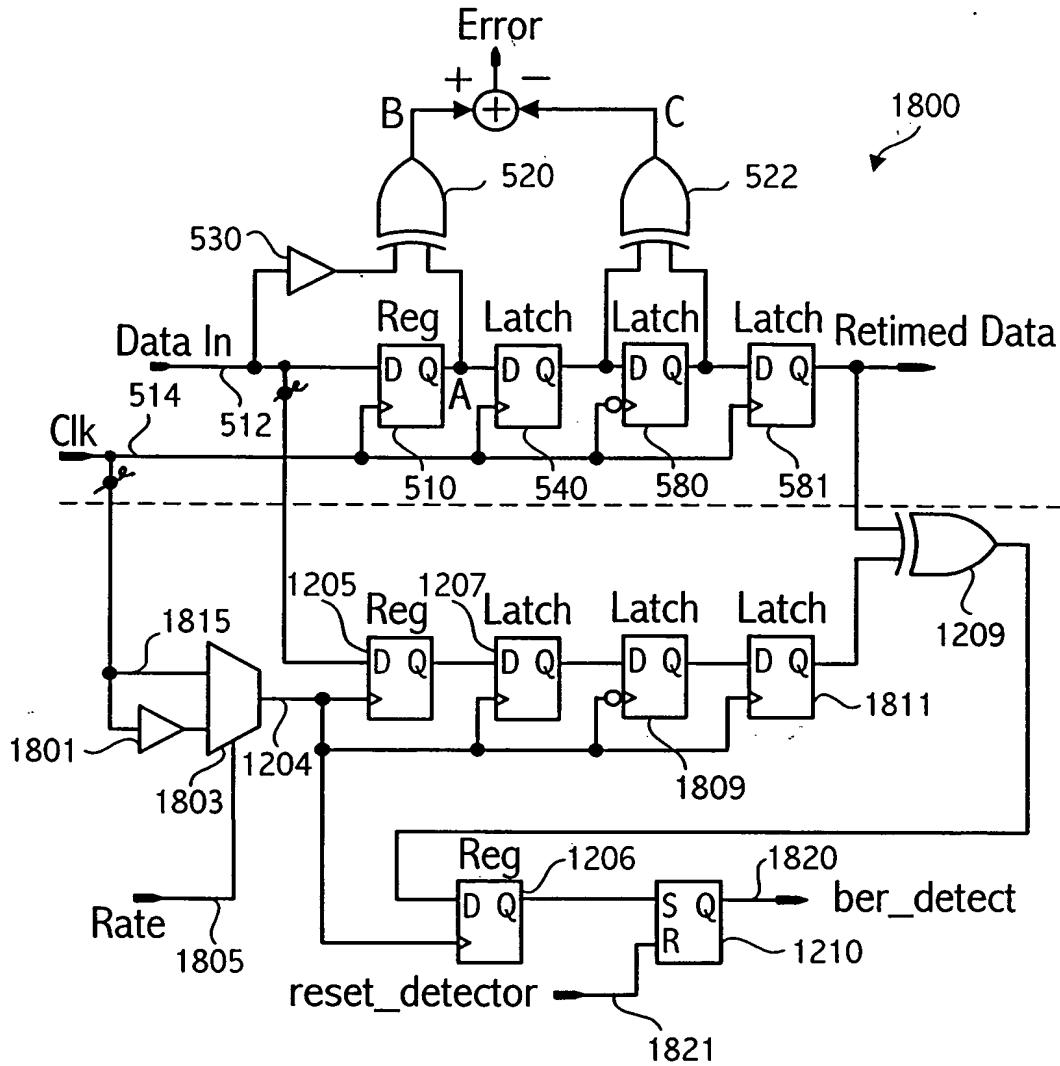 Error
+ −
B + C
1800
520 522
530
Reg Latch Latch Latch
Data In Retimed Data
D Q D Q D Q D Q
A
514 512
Clk
510 540 580 581
1205 1207
Reg Latch Latch Latch
1209
1815
D Q D Q D Q D Q
1811
1801 1204
1803 1809
Reg 1206 1820
D Q S Q ber_detect
Rate R 1210
1805
reset_detector
1821